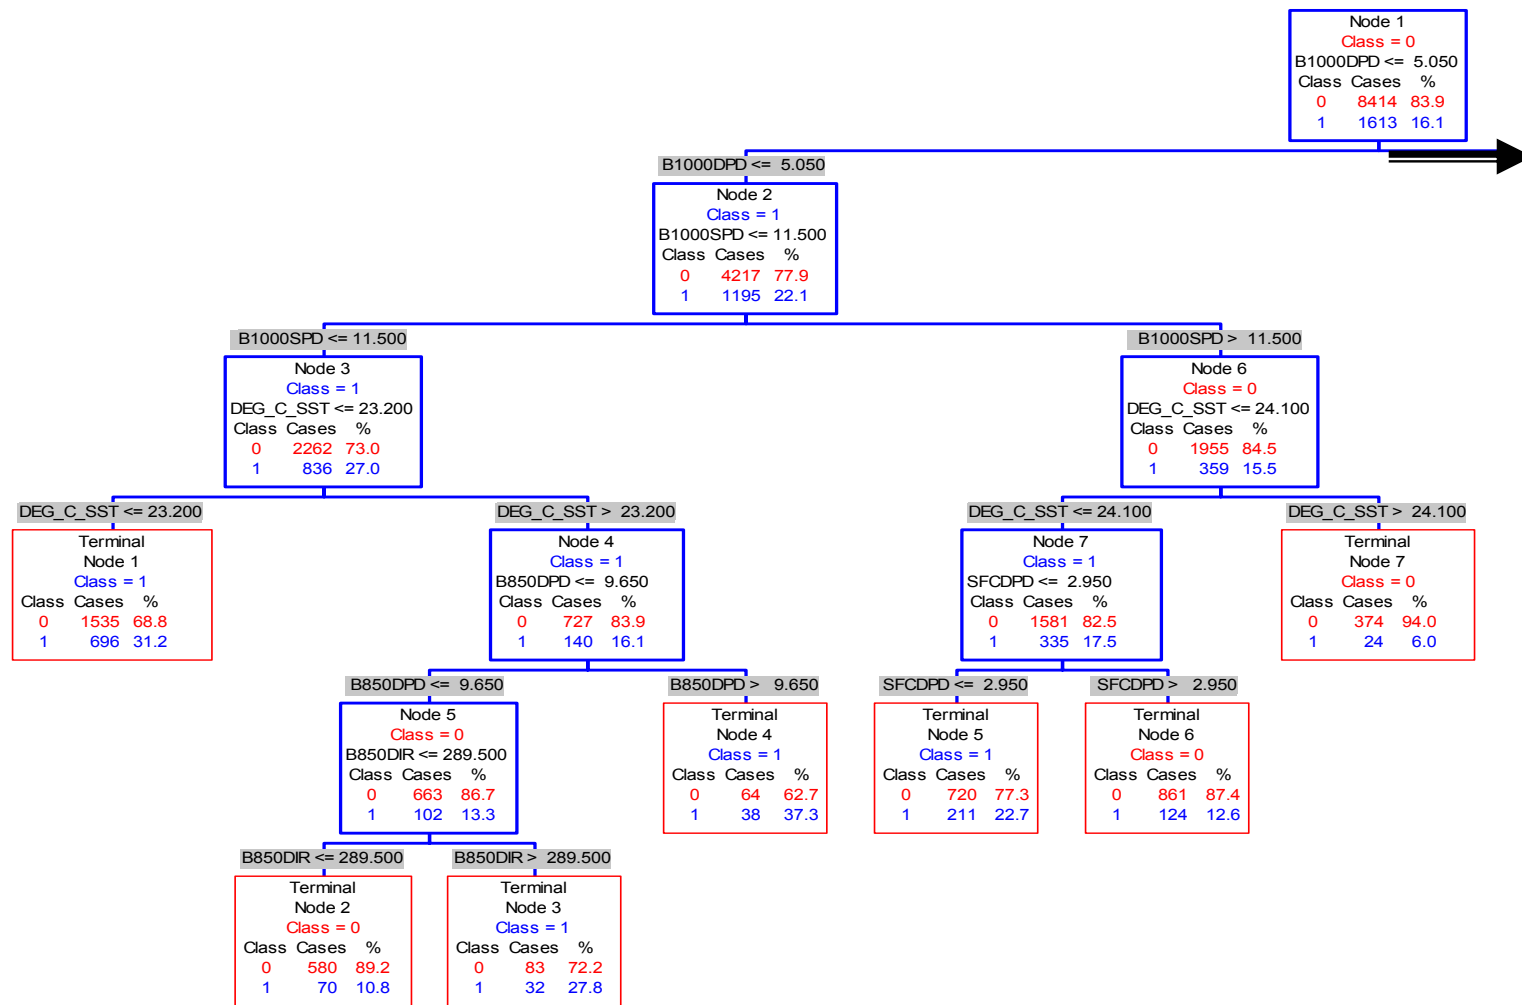 Node 1
Class = 0
B1000DPD <= 5.050
Class Cases %
0 8414 83.9
1 1613 16.1
B1000DPD <= 5.050
Node 2
Class = 1
B1000SPD <= 11.500
Class Cases %
0 4217 77.9
1 1195 22.1
B1000SPD <= 11.500
Node 3
Class = 1
DEG_C_SST <= 23.200
Class Cases %
0 2262 73.0
1 836 27.0
B1000SPD > 11.500
Node 6
Class = 0
DEG_C_SST <= 24.100
Class Cases %
0 1955 84.5
1 359 15.5
DEG_C_SST <= 23.200
Terminal
Node 1
Class = 1
Class Cases %
0 1535 68.8
1 696 31.2
DEG_C_SST > 23.200
Node 4
Class = 1
B850DPD <= 9.650
Class Cases %
0 727 83.9
1 140 16.1
DEG_C_SST <= 24.100
Node 7
Class = 1
SFCDPD <= 2.950
Class Cases %
0 1581 82.5
1 335 17.5
DEG_C_SST > 24.100
Terminal
Node 7
Class = 0
Class Cases %
0 374 94.0
1 24 6.0
B850DPD <= 9.650
Node 5
Class = 0
B850DIR <= 289.500
Class Cases %
0 663 86.7
1 102 13.3
B850DPD > 9.650
Terminal
Node 4
Class = 1
Class Cases %
0 64 62.7
1 38 37.3
SFCDPD <= 2.950
Terminal
Node 5
Class = 1
Class Cases %
0 720 77.3
1 211 22.7
SFCDPD > 2.950
Terminal
Node 6
Class = 0
Class Cases %
0 861 87.4
1 124 12.6
B850DIR <= 289.500
Terminal
Node 2
Class = 0
Class Cases %
0 580 89.2
1 70 10.8
B850DIR > 289.500
Terminal
Node 3
Class = 1
Class Cases %
0 83 72.2
1 32 27.8